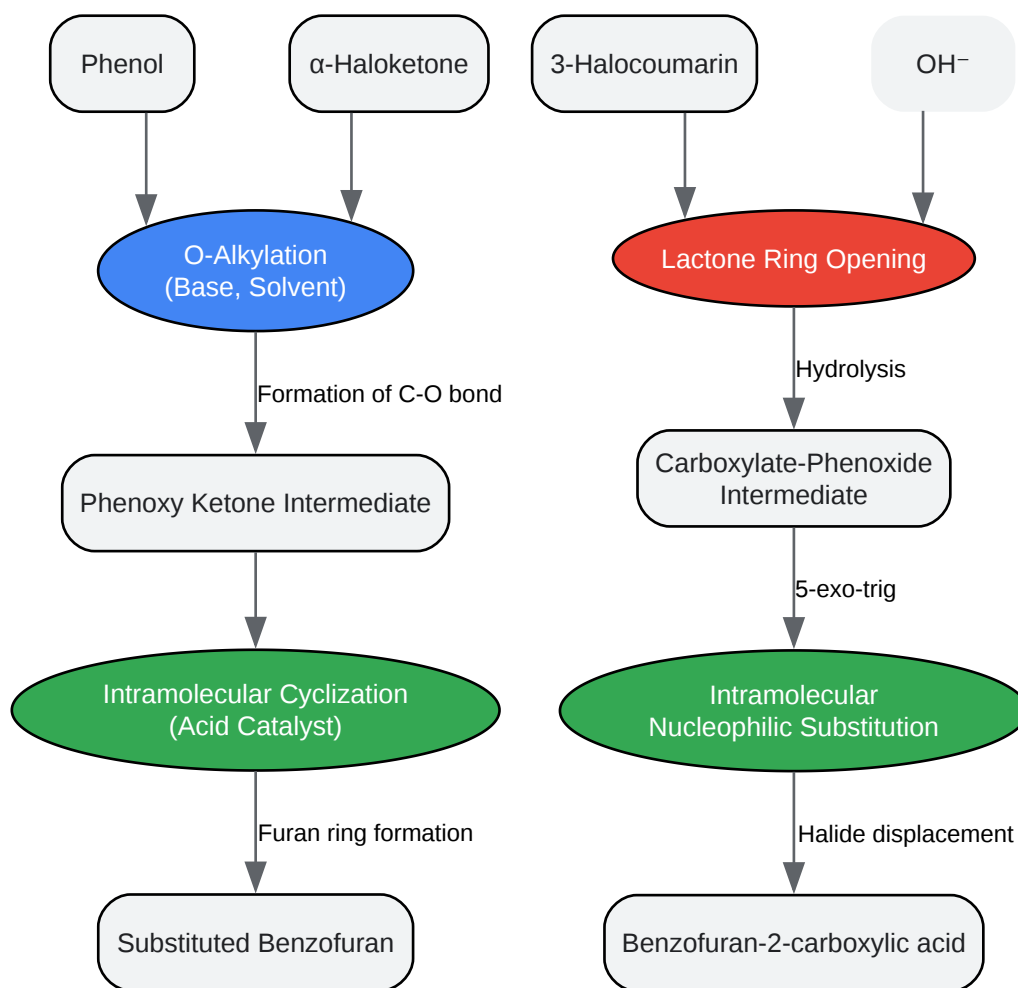 Phenol
α-Haloketone
3-Halocoumarin
OH⁻
O-Alkylation
(Base, Solvent)
Lactone Ring Opening
Formation of C-O bond
Hydrolysis
Phenoxy Ketone Intermediate
Carboxylate-Phenoxide
Intermediate
5-exo-trig
Intramolecular Cyclization
(Acid Catalyst)
Intramolecular
Nucleophilic Substitution
Furan ring formation
Halide displacement
Substituted Benzofuran
Benzofuran-2-carboxylic acid